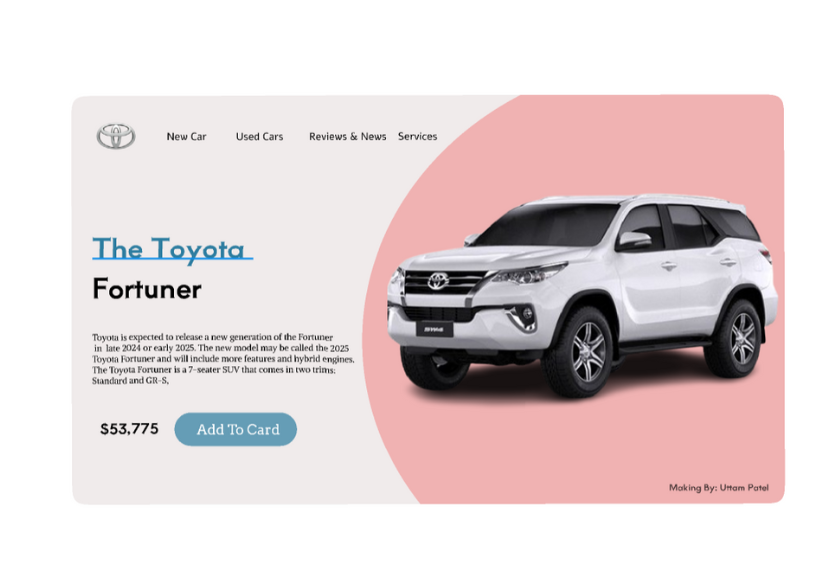 New Car Used Cars Reviews & News Services
The Toyota
Fortuner
Toyota is expected to release a new generation of the Fortuner
in late 2024 or early 2025. The new model may be called the 2025
Toyota Fortuner and will include more features and hybrid engines.
The Toyota Fortuner is a 7-seater SUV that comes in two trims:
Standard and GR-S,
$53,775 Add To Card
SW4
Making By: Uttam Patel